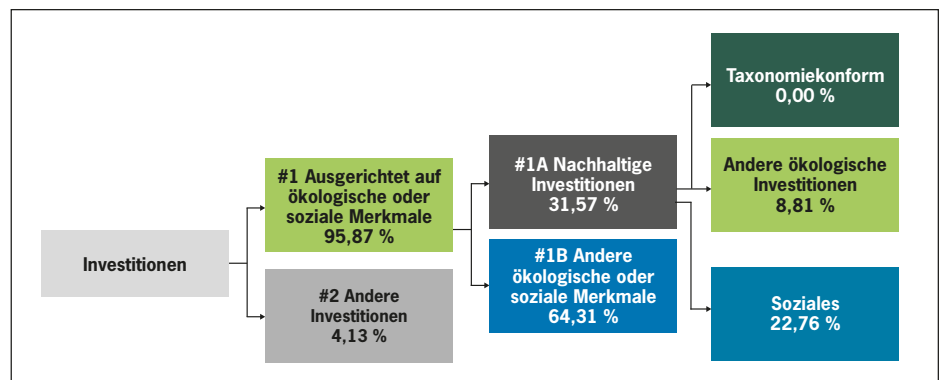 Investitionen
#1 Ausgerichtet auf
ökologische oder
soziale Merkmale
95,87 %
#2 Andere
Investitionen
4,13 %
#1A Nachhaltige
Investitionen
31,57 %
#1B Andere
ökologische oder
soziale Merkmale
64,31 %
Taxonomiekonform
0,00 %
Andere ökologische
Investitionen
8,81 %
Soziales
22,76 %